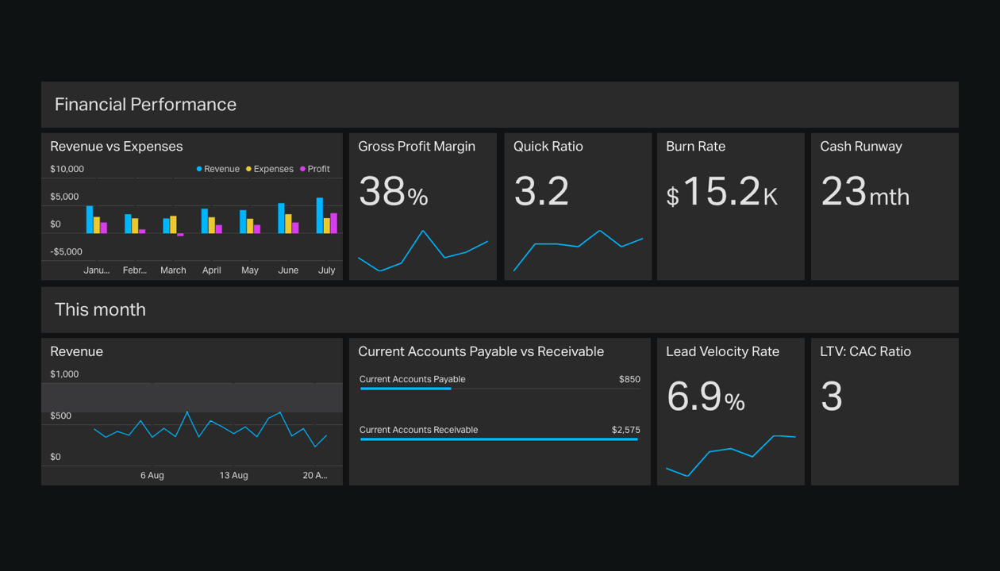 Financial Performance
Revenue vs Expenses
$10,000
Revenue Expenses Profit
$5,000
$0
-$5,000
Janu... Febr... March April May June July
Gross Profit Margin
38%
Quick Ratio
3.2
Burn Rate
$15.2K
Cash Runway
23mth
This month
Revenue
$1,000
$500
$0
6 Aug 13 Aug 20 A...
Current Accounts Payable vs Receivable
Current Accounts Payable $850
Current Accounts Receivable $2,575
Lead Velocity Rate
6.9%
LTV: CAC Ratio
3